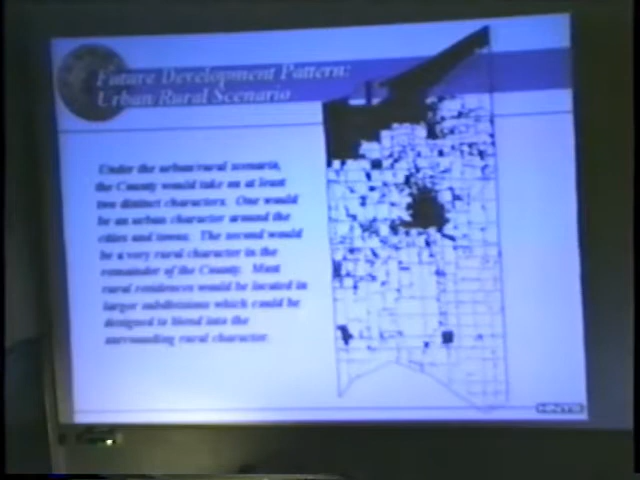 Future Development Pattern:
Urban/Rural Scenario
Under the urban/rural scenario,
the County would take on at least
two distinct characters. One would
be an urban character around the
cities and towns. The second would
be a very rural character in the
remainder of the County. Most
rural residences would be located in
larger subdivisions which could be
designed to blend into the
surrounding rural character.
HNTB